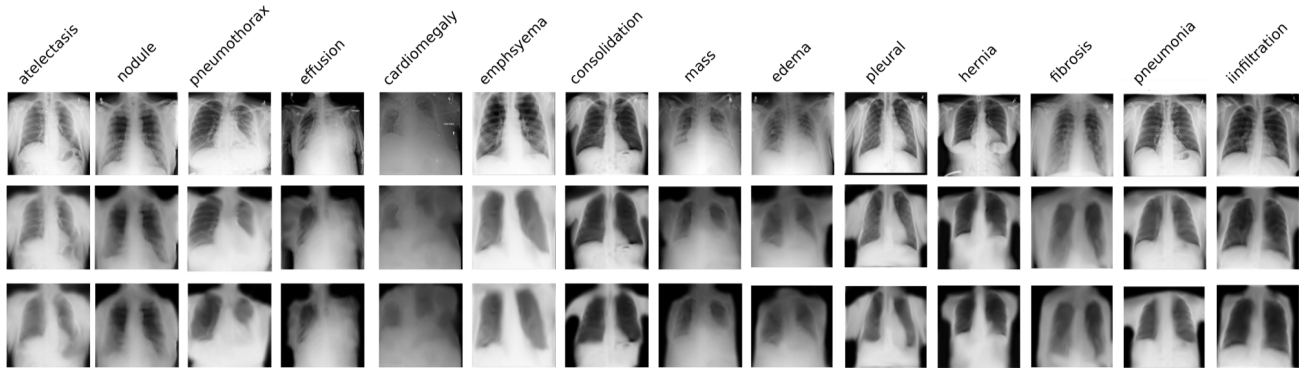 atelectasis
nodule
pneumothorax
effusion
cardiomegaly
emphsyema
consolidation
mass
edema
pleural
hernia
fibrosis
pneumonia
iinfiltration